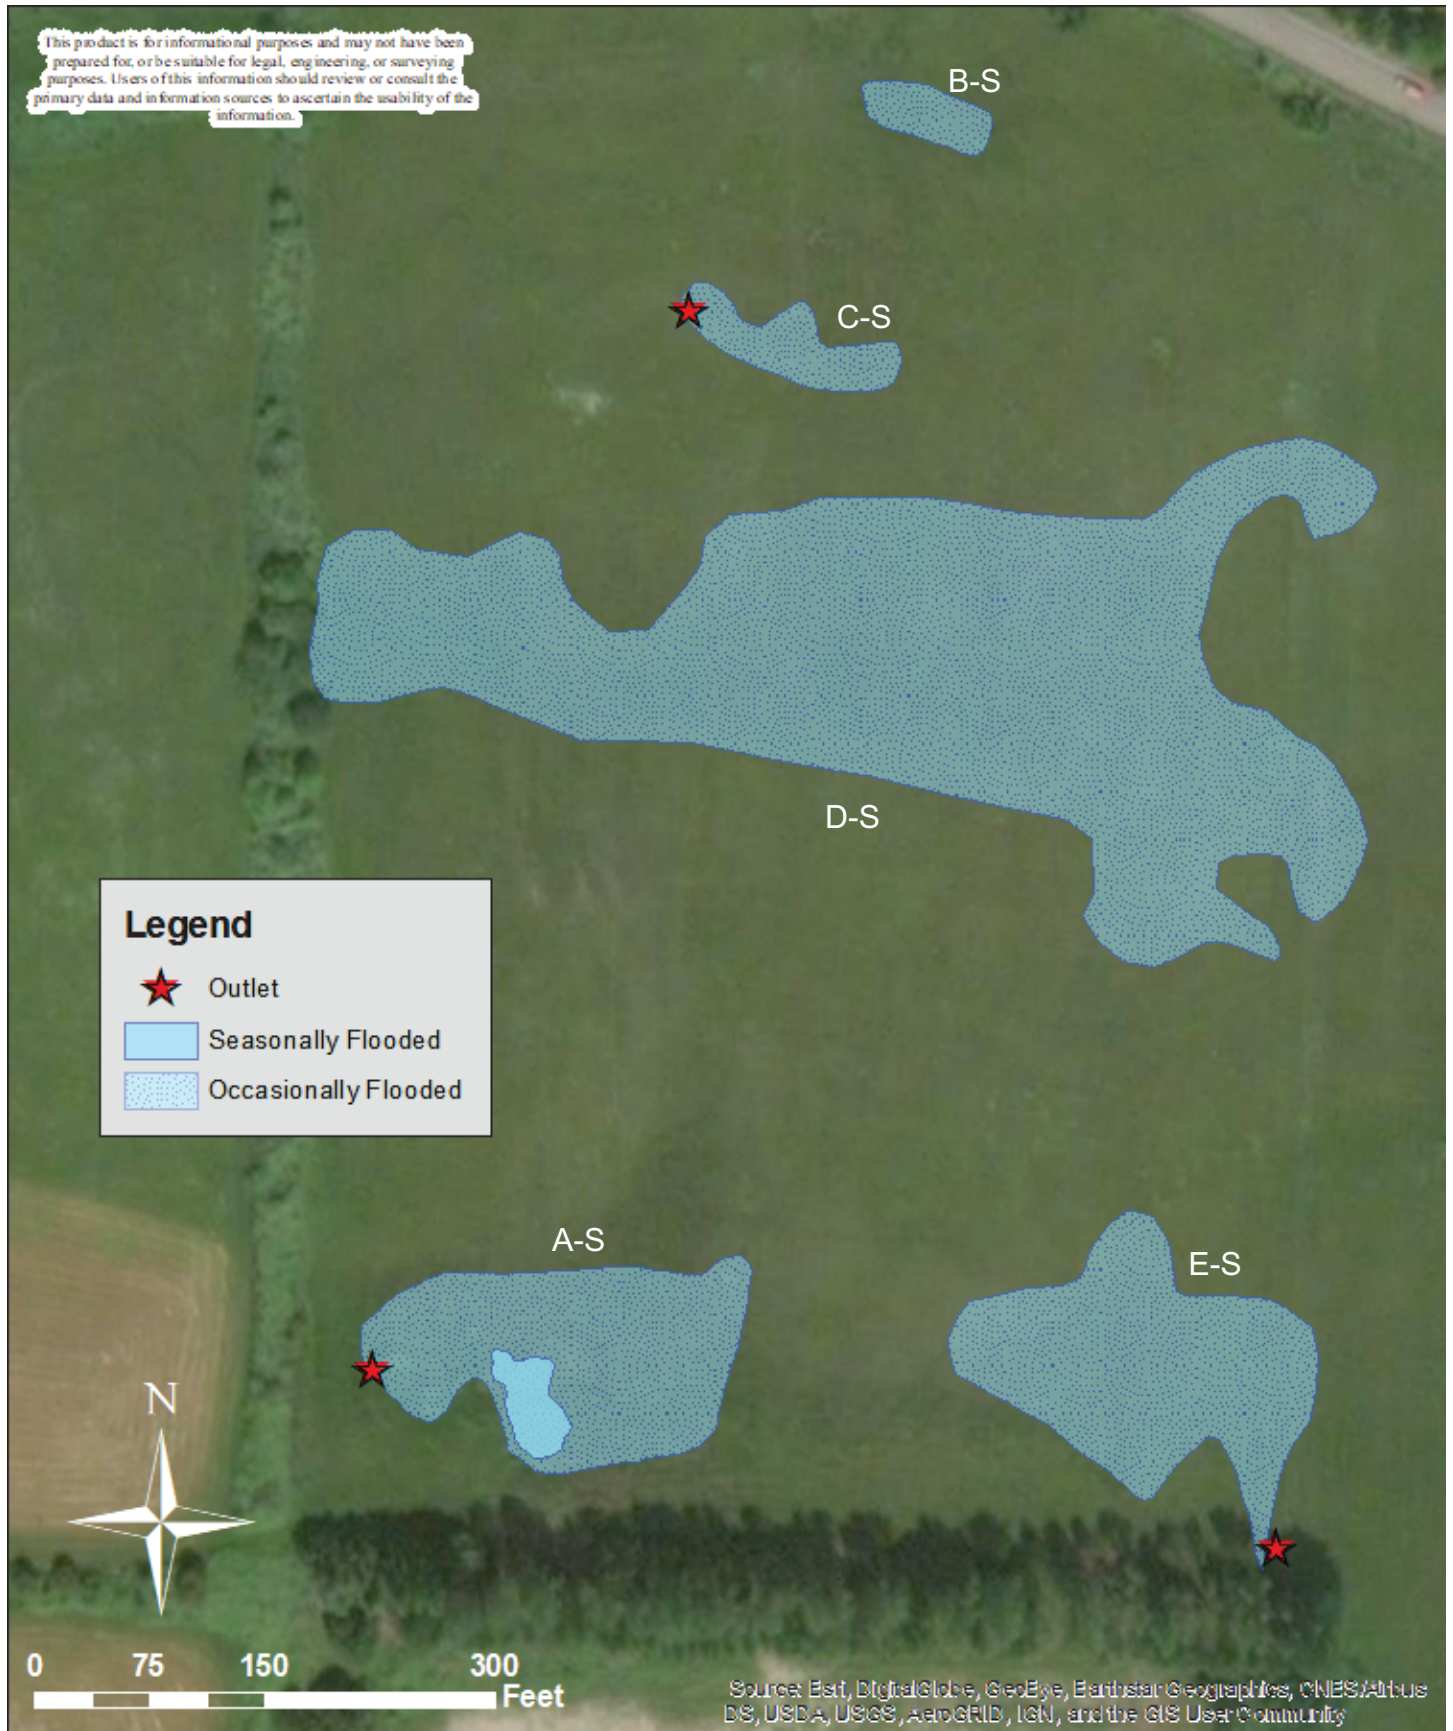 This product is for informational purposes and may not have been
prepared for, or be suitable for legal, engineering, or surveying
purposes. Users of this information should review or consult the
primary data and information sources to ascertain the usability of the
information.
B-S
C-S
D-S
Legend
Outlet
Seasonally Flooded
Occasionally Flooded
A-S
E-S
N
0 75 150 300
Feet
Source: Esri, DigitalGlobe, GeoEye, Earthstar Geographics, CNES/Airbus
DS, USDA, USGS, AeroGRID, IGN, and the GIS User Community